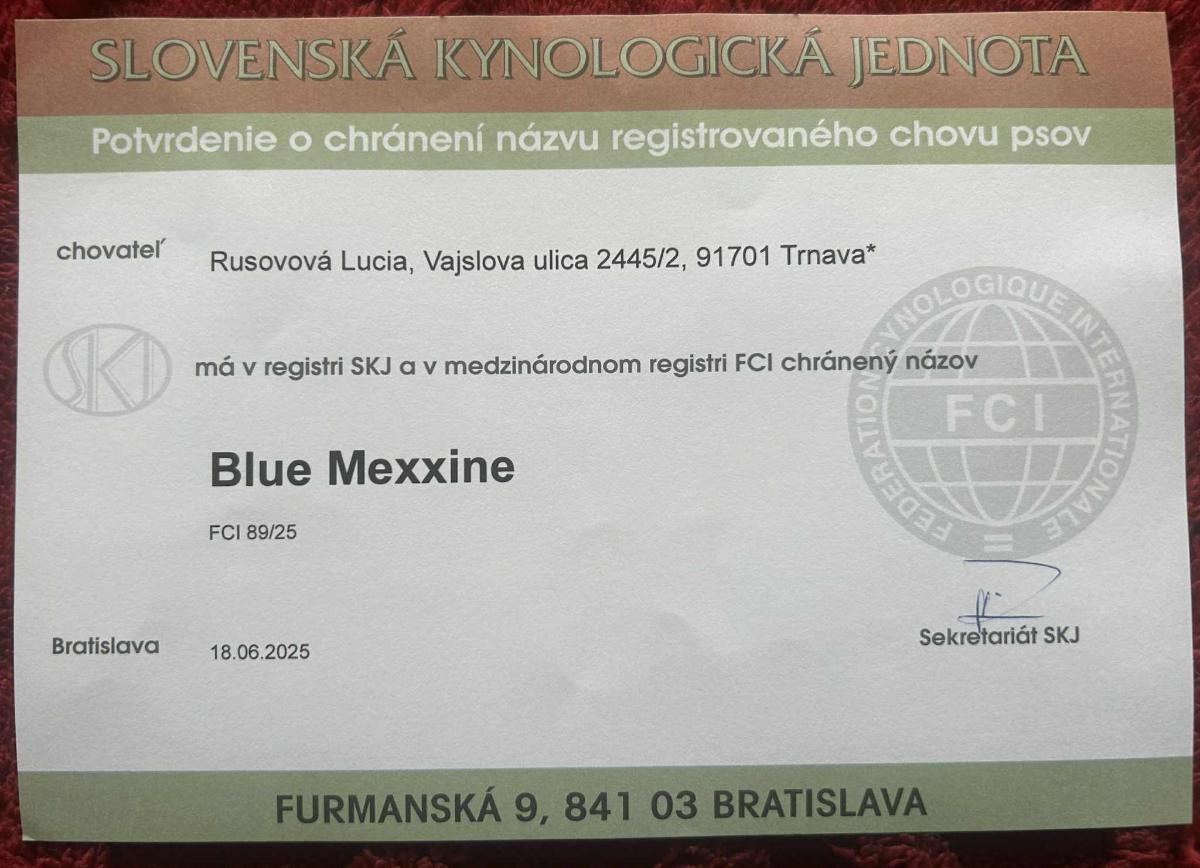 SLOVENSKÁ KYNOLOGICKÁ JEDNOTA
Potvrdenie o chránení názvu registrovaného chovu psov
chovateľ
Rusovová Lucia, Vajslova ulica 2445/2, 91701 Trnava*
SKJ
má v registri SKJ a v medzinárodnom registri FCI chránený názov
FEDERATION CYNOLOGIQUE INTERNATIONALE
FCI
Blue Mexxine
FCI 89/25
Bratislava
18.06.2025
Sekretariát SKJ
FURMANSKÁ 9, 841 03 BRATISLAVA